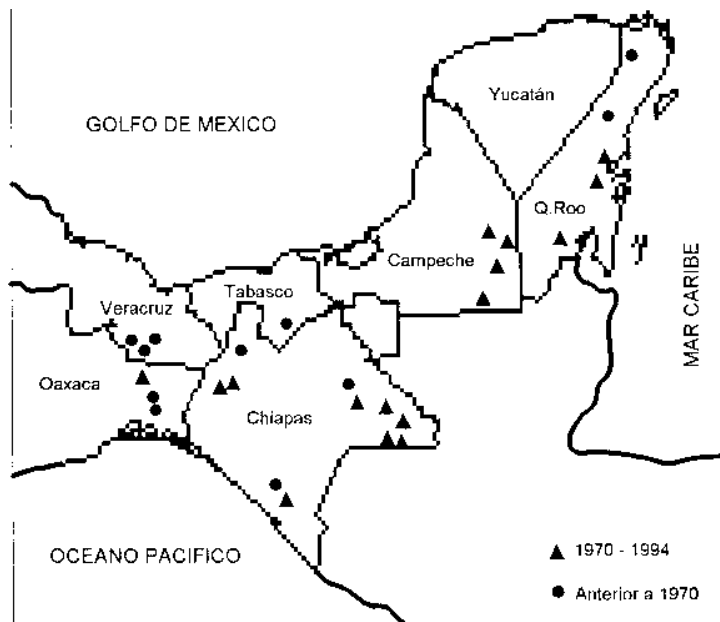 Yucatán
GOLFO DE MEXICO
Q.Roo
Campeche
Tabasco
Veracruz
MAR CARIBE
Oaxaca
Chiapas
OCEANO PACIFICO
1970 - 1994
Anterior a 1970